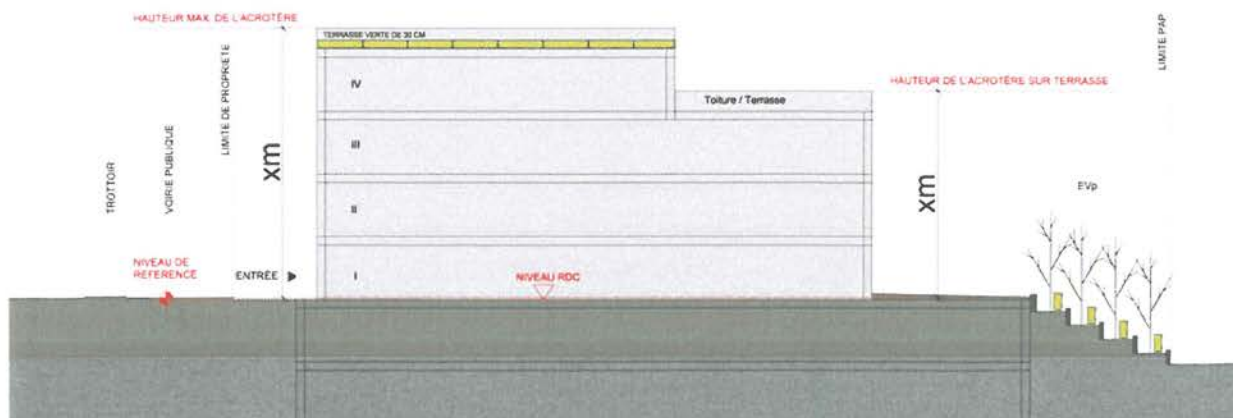 HAUTEUR MAX. DE L'ACROTÈRE
TERRASSE VERTE DE 30 CM
LIMITE PAP
HAUTEUR DE L'ACROTÈRE SUR TERRASSE
IV
Toiture / Terrasse
LIMITE DE PROPRIETE
VOIRIE PUBLIQUE
TROTTOIR
xm
III
xm
EVp
II
NIVEAU DE
REFERENCE
ENTRÉE
I
NIVEAU RDC